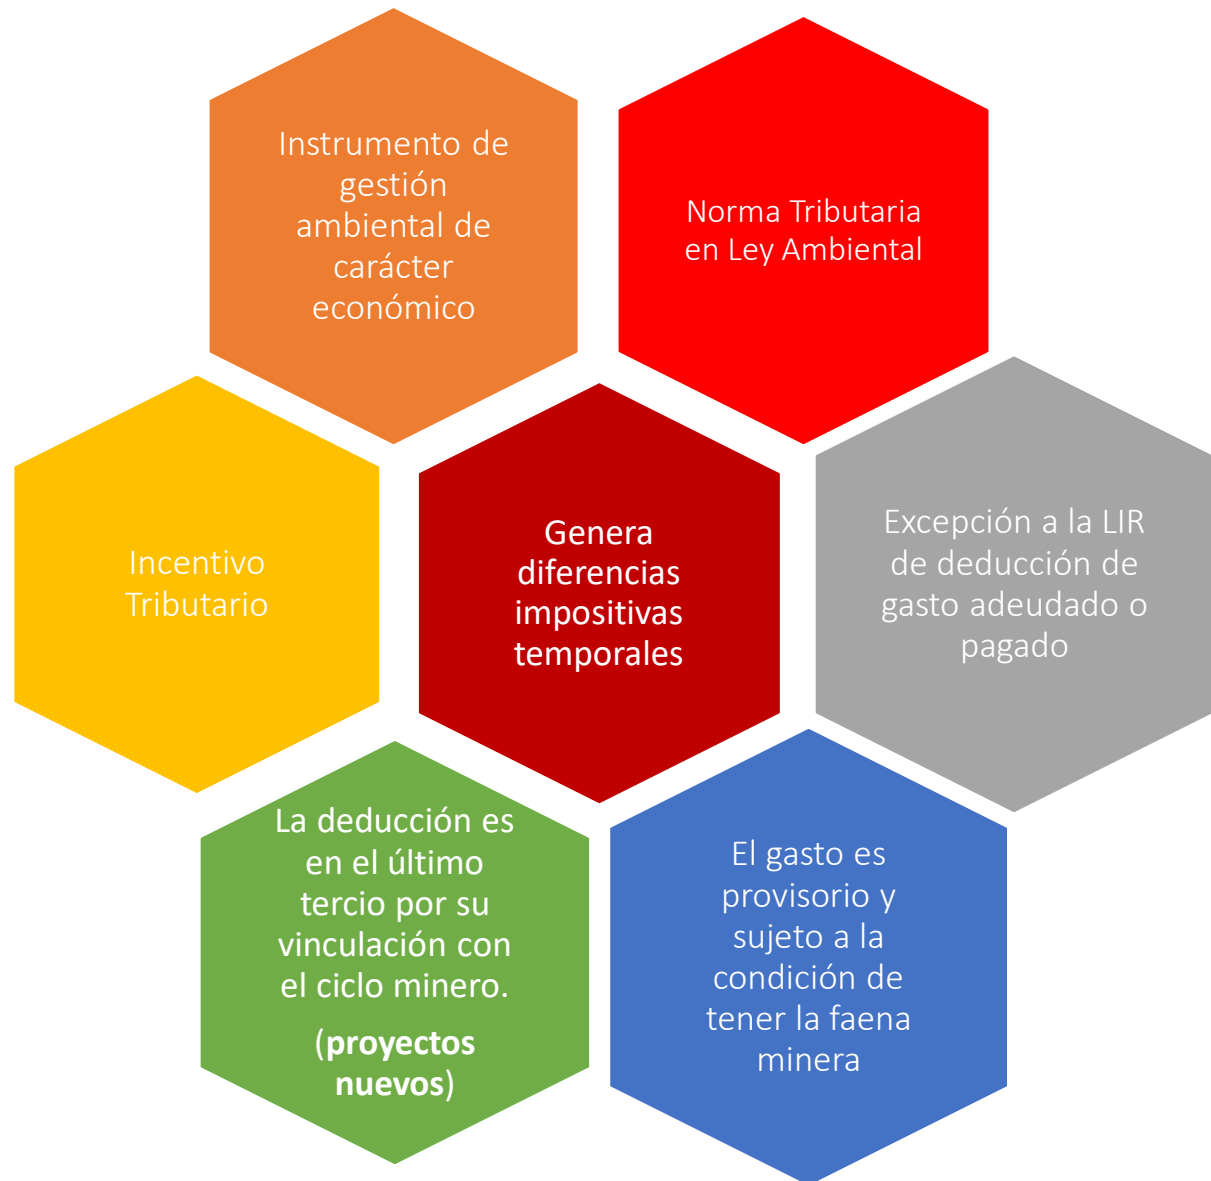 Instrumento de
gestión
ambiental de
carácter
económico
Norma Tributaria
en Ley Ambiental
Incentivo
Tributario
Genera
diferencias
impositivas
temporales
Excepción a la LIR
de deducción de
gasto adeudado o
pagado
La deducción es
en el último
tercio por su
vinculación con
el ciclo minero.
(proyectos
nuevos)
El gasto es
provisorio y
sujeto a la
condición de
tener la faena
minera